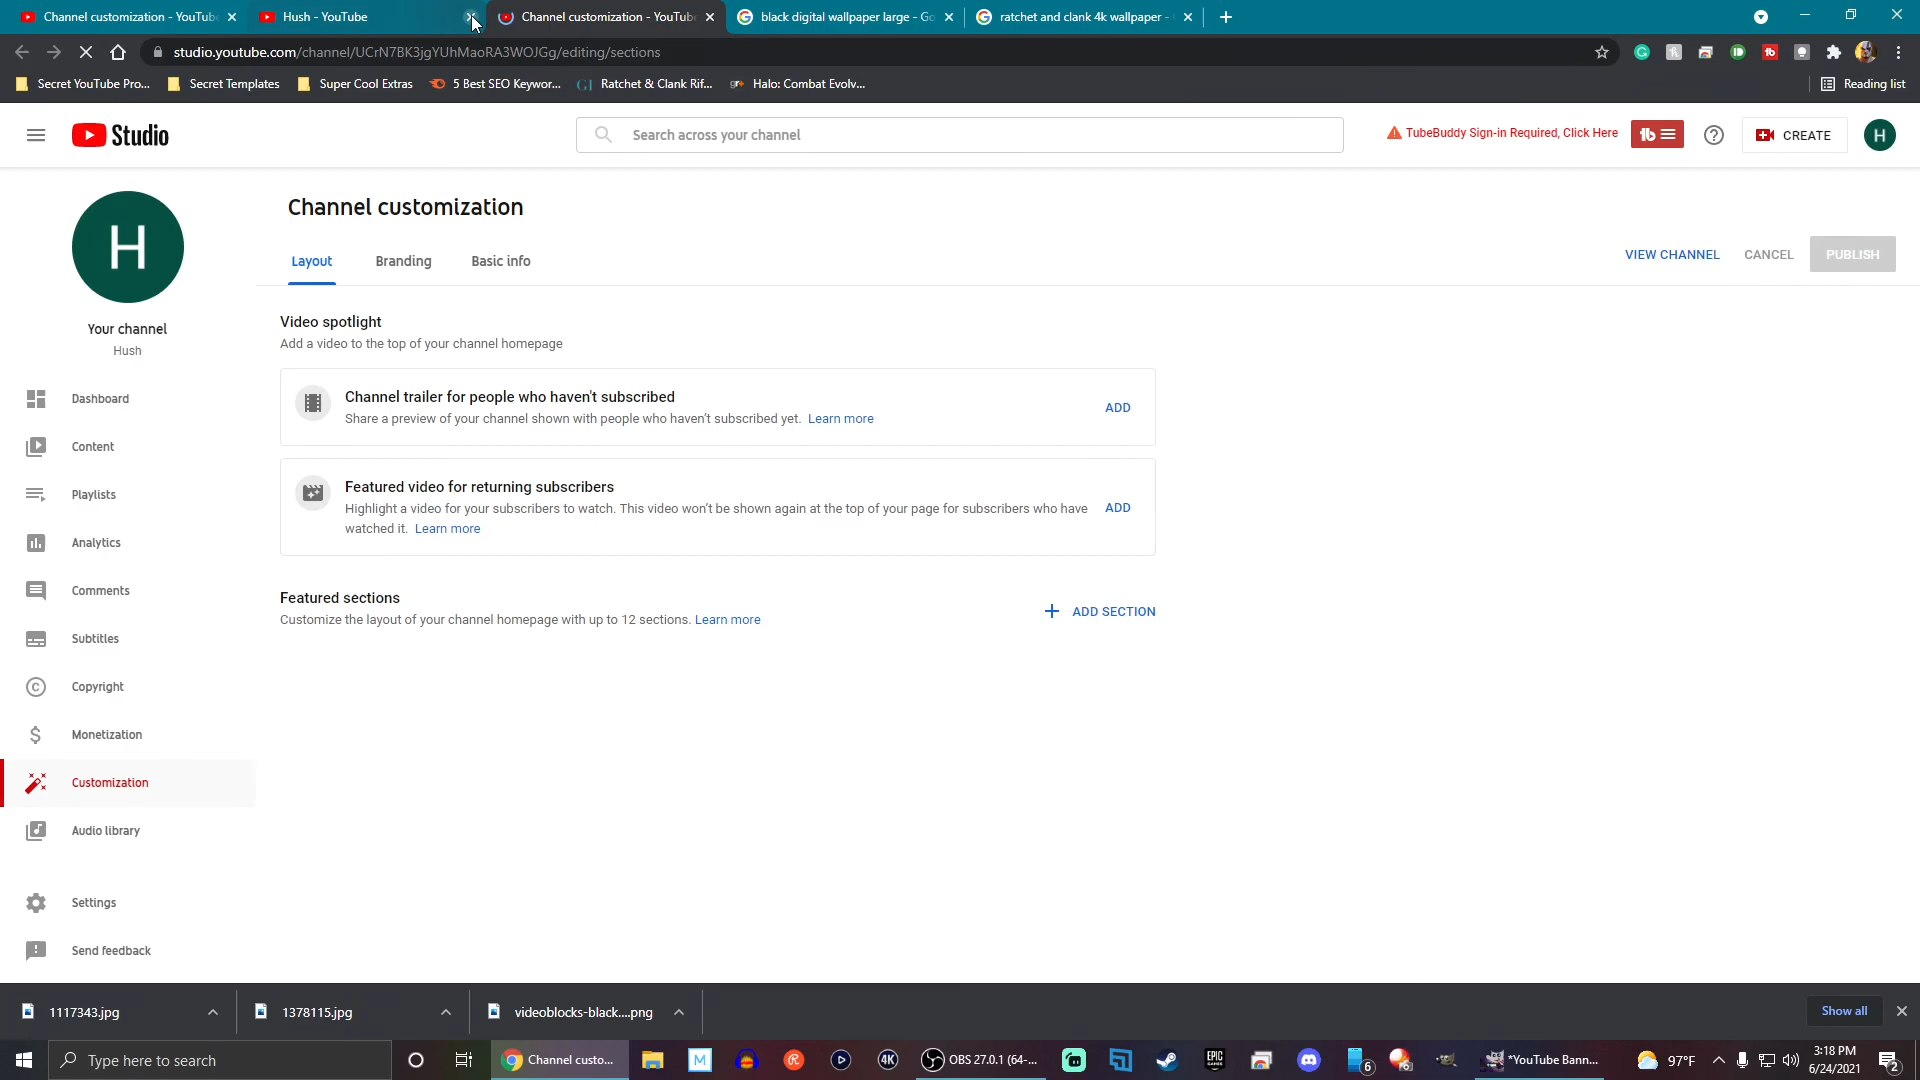 Channel customization - YouTub
Hush - YouTube
Channel customization - YouTub
black digital wallpaper large - Go
ratchet and clank 4k wallpaper -
studio.youtube.com/channel/UCrN7BK3jgYUhMaoRA3WOJGg/editing/sections
Secret YouTube Pro...
Secret Templates
Super Cool Extras
5 Best SEO Keywor...
Ratchet & Clank Rif...
Halo: Combat Evolv...
Reading list
Studio
Search across your channel
TubeBuddy Sign-in Required, Click Here
CREATE
H
H
Your channel
Hush
Channel customization
Layout
Branding
Basic info
VIEW CHANNEL
CANCEL
PUBLISH
Video spotlight
Add a video to the top of your channel homepage
Channel trailer for people who haven't subscribed
Share a preview of your channel shown with people who haven't subscribed yet. Learn more
ADD
Featured video for returning subscribers
Highlight a video for your subscribers to watch. This video won't be shown again at the top of your page for subscribers who have
watched it. Learn more
ADD
Featured sections
Customize the layout of your channel homepage with up to 12 sections. Learn more
ADD SECTION
Dashboard
Content
Playlists
Analytics
Comments
Subtitles
Copyright
Monetization
Customization
Audio library
Settings
Send feedback
1117343.jpg
1378115.jpg
videoblocks-black....png
Show all
Type here to search
Channel custo...
M
4K
OBS 27.0.1 (64-...
EPIC
GAMES
6
*YouTube Bann...
97°F
3:18 PM
6/24/2021
2